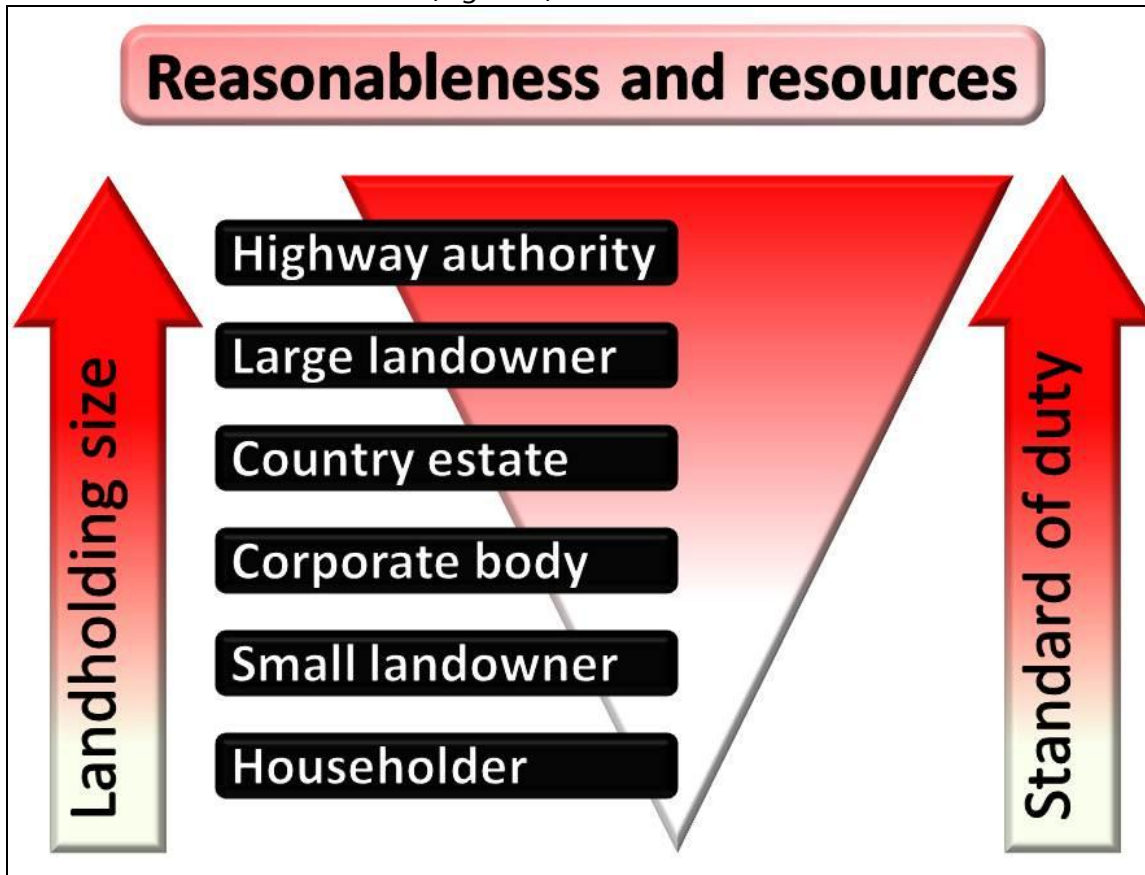 Reasonableness and resources
Highway authority
Large landowner
Country estate
Corporate body
Small landowner
Householder
Landholding size
Standard of duty